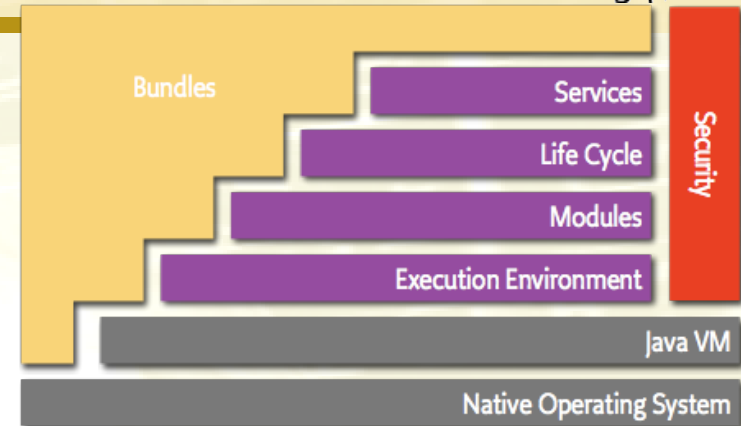 Bundles
Services
Life Cycle
Modules
Execution Environment
Java VM
Native Operating System
Security